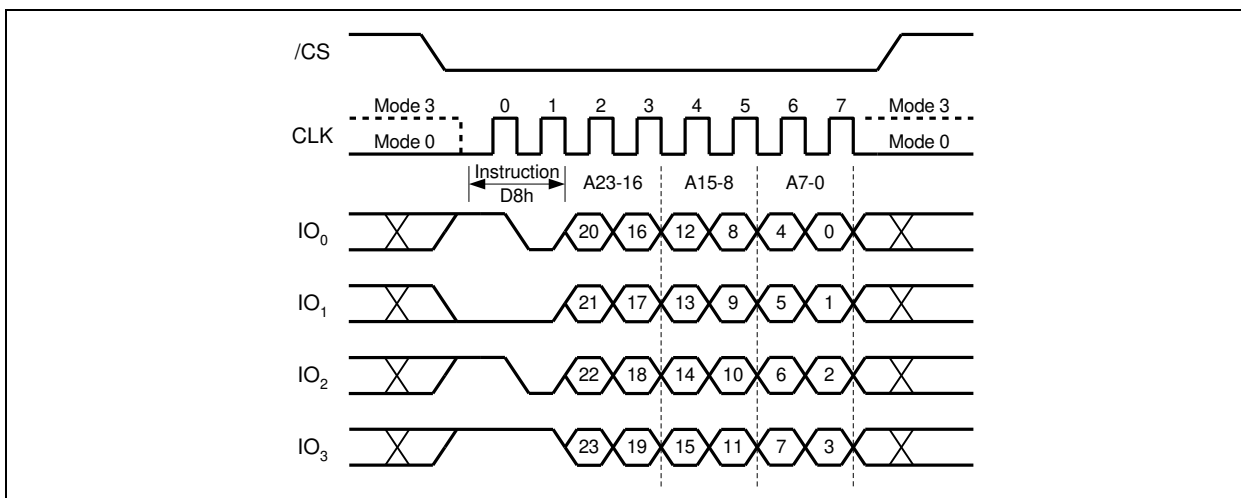 /CS
Mode 3 0 1 2 3 4 5 6 7 Mode 3
CLK
Mode 0 Mode 0
Instruction
D8h A23-16 A15-8 A7-0
IO0 20 16 12 8 4 0
IO1 21 17 13 9 5 1
IO2 22 18 14 10 6 2
IO3 23 19 15 11 7 3